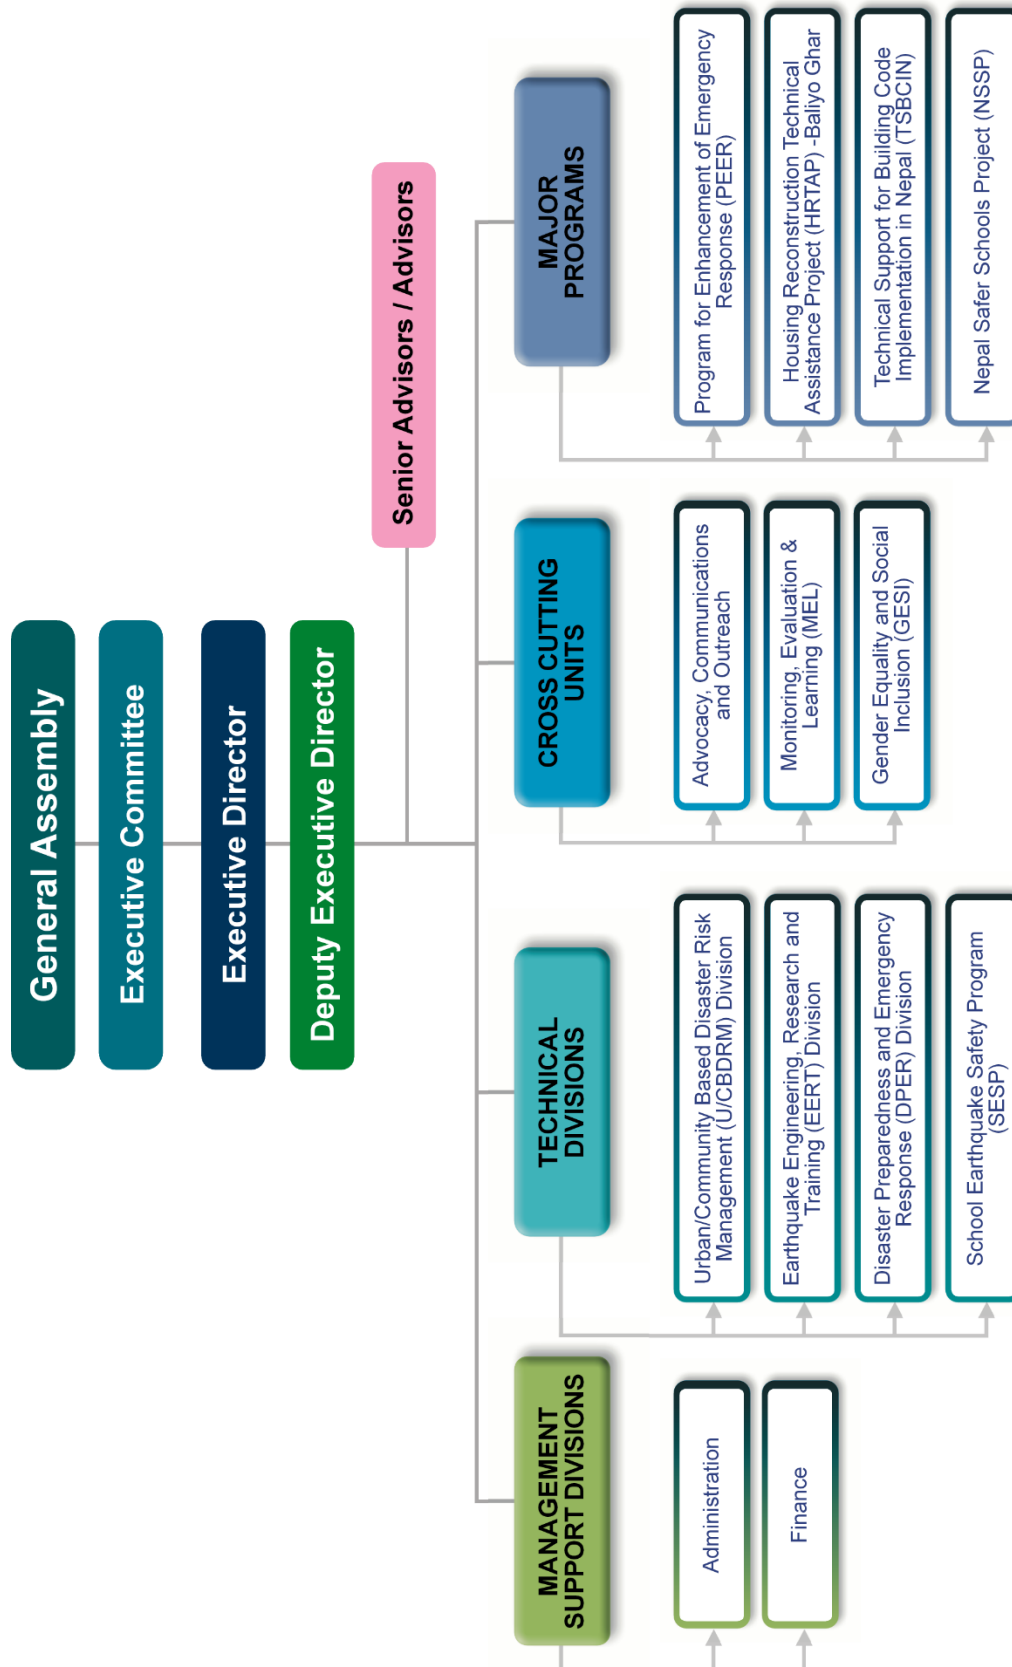 General Assembly
Executive Committee
Executive Director
Deputy Executive Director
Senior Advisors / Advisors
MANAGEMENT
SUPPORT DIVISIONS
TECHNICAL
DIVISIONS
CROSS CUTTING
UNITS
MAJOR
PROGRAMS
Administration
Finance
Urban/Community Based Disaster Risk
Management (U/CBDRM) Division
Earthquake Engineering, Research and
Training (EERT) Division
Disaster Preparedness and Emergency
Response (DPER) Division
School Earthquake Safety Program
(SESP)
Advocacy, Communications
and Outreach
Monitoring, Evaluation &
Learning (MEL)
Gender Equality and Social
Inclusion (GESI)
Program for Enhancement of Emergency
Response (PEER)
Housing Reconstruction Technical
Assistance Project (HRTAP) -Baliyo Ghar
Technical Support for Building Code
Implementation in Nepal (TSBCIN)
Nepal Safer Schools Project (NSSP)